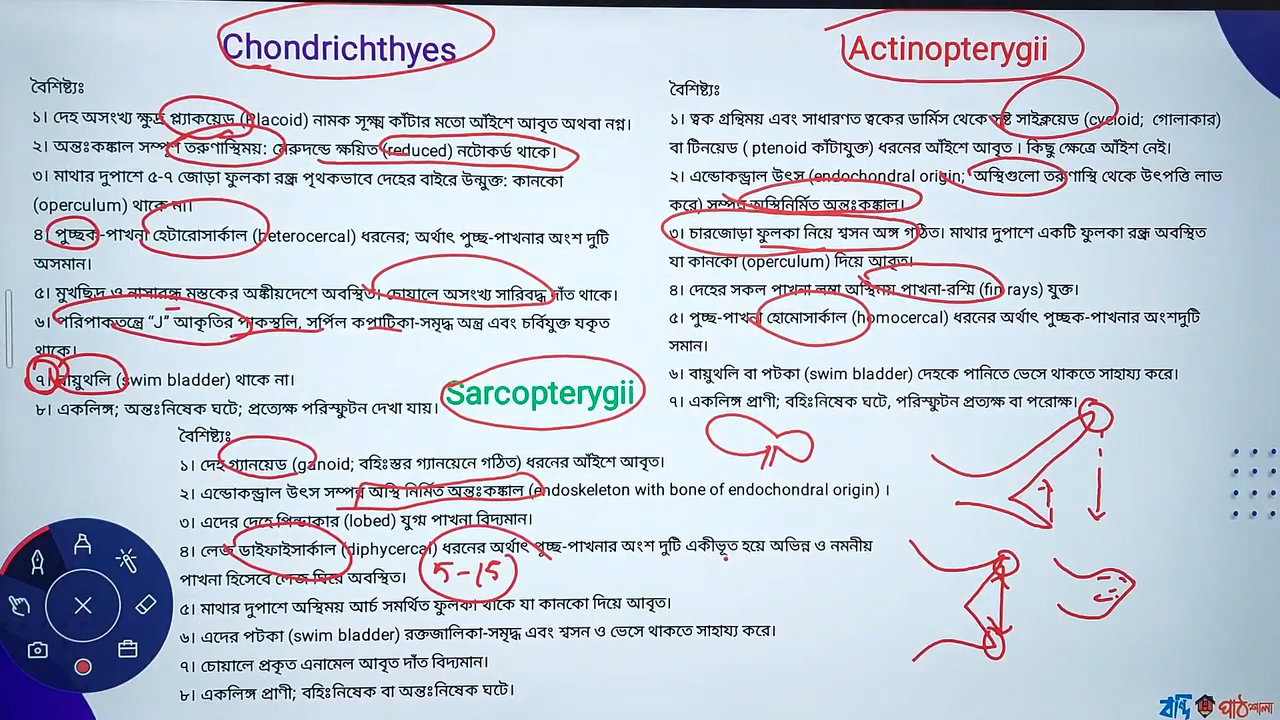 Chondrichthyes
বৈশিষ্ট্যঃ
১। দেহ অসংখ্য ক্ষুদ্র প্ল্যাকয়েড (Placoid) নামক সূক্ষ্ম কাঁটার মতো আঁইশে আবৃত অথবা নগ্ন।
২। অন্তঃকঙ্কাল সম্পূর্ণ তরুণাস্থিময়: মেরুদন্ডে ক্ষয়িত (reduced) নটোকর্ড থাকে।
৩। মাথার দুপাশে ৫-৭ জোড়া ফুলকা রন্ধ্র পৃথকভাবে দেহের বাইরে উন্মুক্ত: কানকো
(operculum) থাকে না।
৪। পুচ্ছক-পাখনা হেটারোসার্কাল (heterocercal) ধরনের; অর্থাৎ পুচ্ছ-পাখনার অংশ দুটি
অসমান।
৫। মুখছিদ্র ও নাসারন্ধ্র মস্তকের অঙ্কীয়দেশে অবস্থিত। চোয়ালে অসংখ্য সারিবদ্ধ দাঁত থাকে।
৬। পরিপাকতন্ত্রে “J” আকৃতির পাকস্থলি, সর্পিল কপাটিকা-সমৃদ্ধ অন্ত্র এবং চর্বিযুক্ত যকৃত
থাকে।
৭। বায়ুথলি (swim bladder) থাকে না।
৮। একলিঙ্গ; অন্তঃনিষেক ঘটে; প্রত্যেক্ষ পরিস্ফুটন দেখা যায়।
Actinopterygii
বৈশিষ্ট্যঃ
১। ত্বক গ্রন্থিময় এবং সাধারণত ত্বকের ডার্মিস থেকে সৃষ্ট সাইক্লয়েড (cycloid; গোলাকার)
বা টিনয়েড ( ptenoid কাঁটাযুক্ত) ধরনের আঁইশে আবৃত। কিছু ক্ষেত্রে আঁইশ নেই।
২। এন্ডোকন্ড্রাল উৎস (endochondral origin; অস্থিগুলো তরুণাস্থি থেকে উৎপত্তি লাভ
করে) সম্পন্ন অস্থিনির্মিত অন্তঃকঙ্কাল।
৩। চারজোড়া ফুলকা নিয়ে শ্বসন অঙ্গ গঠিত। মাথার দুপাশে একটি ফুলকা রন্ধ্র অবস্থিত
যা কানকো (operculum) দিয়ে আবৃত।
৪। দেহের সকল পাখনা লম্বা অস্থিময় পাখনা-রশ্মি (fin rays) যুক্ত।
৫। পুচ্ছ-পাখনা হোমোসার্কাল (homocercal) ধরনের অর্থাৎ পুচ্ছক-পাখনার অংশদুটি
সমান।
৬। বায়ুথলি বা পটকা (swim bladder) দেহকে পানিতে ভেসে থাকতে সাহায্য করে।
৭। একলিঙ্গ প্রাণী; বহিঃনিষেক ঘটে, পরিস্ফুটন প্রত্যক্ষ বা পরোক্ষ।
Sarcopterygii
বৈশিষ্ট্যঃ
১। দেহ গ্যানয়েড (ganoid; বহিঃস্তর গ্যানয়েনে গঠিত) ধরনের আঁইশে আবৃত।
২। এন্ডোকন্ড্রাল উৎস সম্পন্ন অস্থি নির্মিত অন্তঃকঙ্কাল (endoskeleton with bone of endochondral origin) ।
৩। এদের দেহে পিন্ডাকার (lobed) যুগ্ম পাখনা বিদ্যমান।
৪। লেজ ডাইফাইসার্কাল (diphycercal) ধরনের অর্থাৎ পুচ্ছ-পাখনার অংশ দুটি একীভূত হয়ে অভিন্ন ও নমনীয়
পাখনা হিসেবে লেজ ঘিরে অবস্থিত।
5-15
৫। মাথার দুপাশে অস্থিময় আর্চ সমর্থিত ফুলকা থাকে যা কানকো দিয়ে আবৃত।
৬। এদের পটকা (swim bladder) রক্তজালিকা-সমৃদ্ধ এবং শ্বসন ও ভেসে থাকতে সাহায্য করে।
৭। চোয়ালে প্রকৃত এনামেল আবৃত দাঁত বিদ্যমান।
৮। একলিঙ্গ প্রাণী; বহিঃনিষেক বা অন্তঃনিষেক ঘটে।
বন্দি পাঠশালা